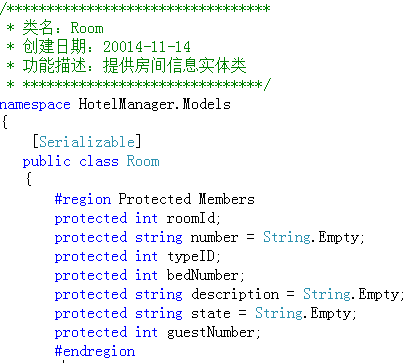 /*********************************
 * 类名：Room
 * 创建日期：20014-11-14
 * 功能描述：提供房间信息实体类
 * ******************************/
namespace HotelManager.Models
{
    [Serializable]
   public class Room
   {
       #region Protected Members
       protected int roomId;
       protected string number = String.Empty;
       protected int typeID;
       protected int bedNumber;
       protected string description = String.Empty;
       protected string state = String.Empty;
       protected int guestNumber;
       #endregion